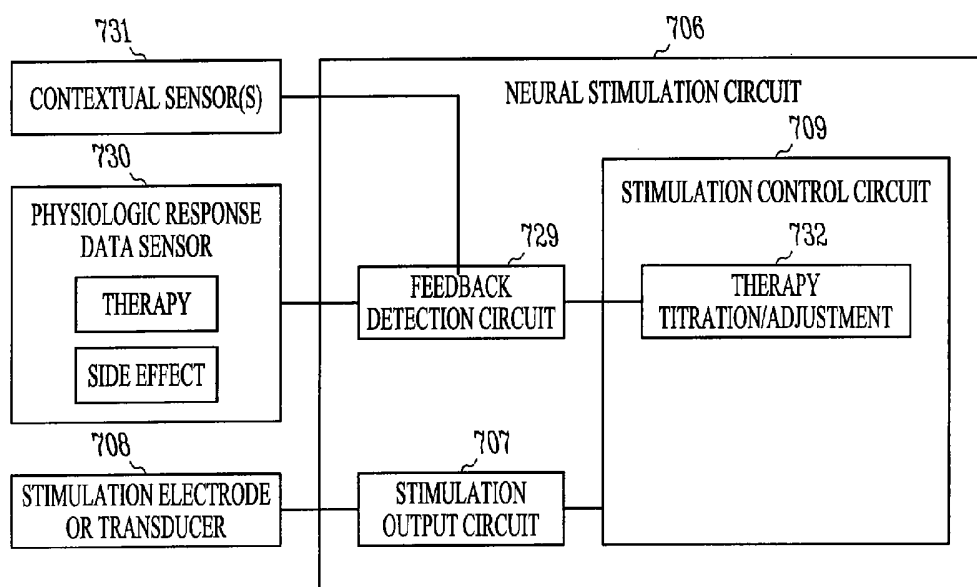 731
CONTEXTUAL SENSOR(S)
730
PHYSIOLOGIC RESPONSE
DATA SENSOR
THERAPY
SIDE EFFECT
708
STIMULATION ELECTRODE
OR TRANSDUCER
706
NEURAL STIMULATION CIRCUIT
729
FEEDBACK
DETECTION CIRCUIT
707
STIMULATION
OUTPUT CIRCUIT
709
STIMULATION CONTROL CIRCUIT
732
THERAPY
TITRATION/ADJUSTMENT